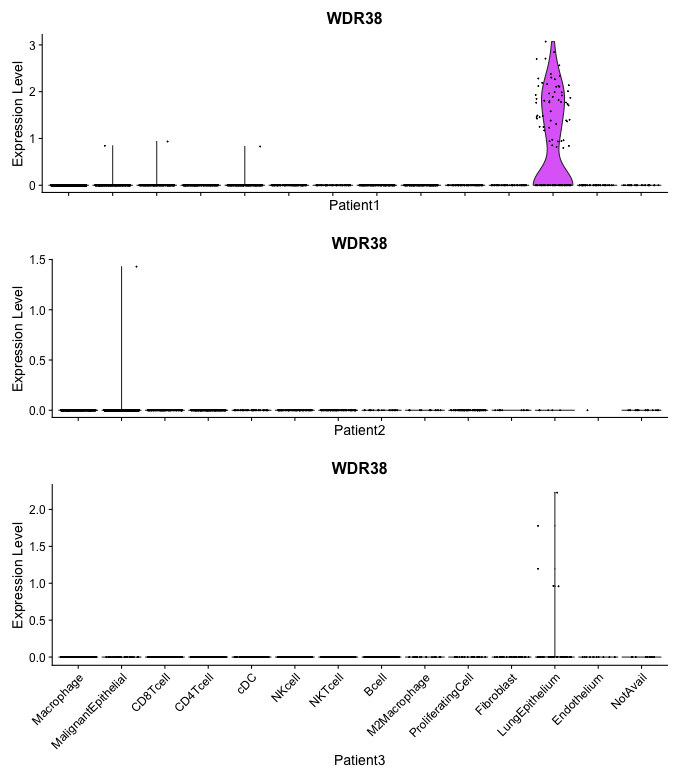 WDR38
Expression Level
3
2
1
0
Patient1
WDR38
Expression Level
1.5
1.0
0.5
0.0
Patient2
WDR38
Expression Level
2.0
1.5
1.0
0.5
0.0
Macrophage
MalignantEpithelial
CD8Tcell
CD4Tcell
cDC
NKcell
NKTcell
Bcell
M2Macrophage
ProliferatingCell
Fibroblast
LungEpithelium
Endothelium
NotAvail
Patient3